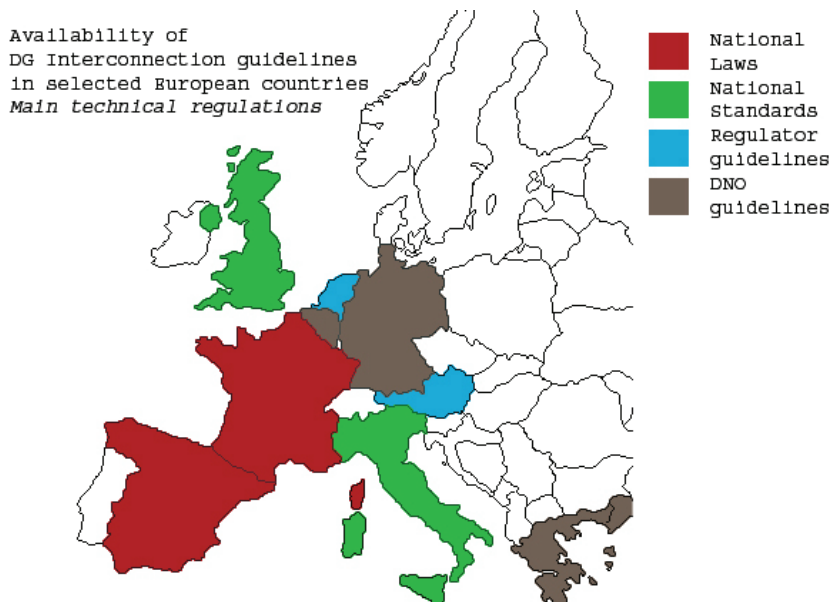 Availability of
DG Interconnection guidelines
in selected European countries
Main technical regulations
National
Laws
National
Standards
Regulator
guidelines
DNO
guidelines